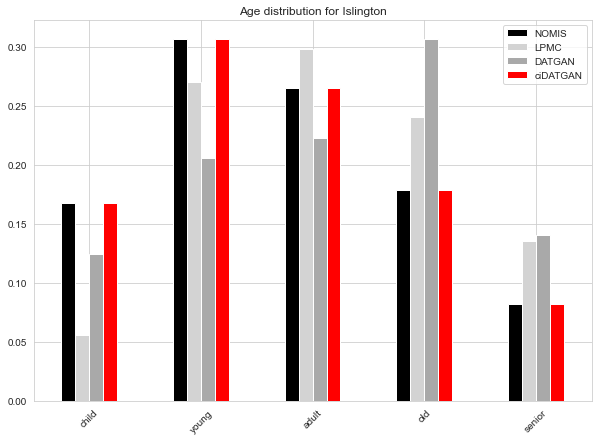 Age distribution for Islington
NOMIS
LPMC
DATGAN
ciDATGAN
0.30
0.25
0.20
0.15
0.10
0.05
0.00
child
young
adult
old
senior